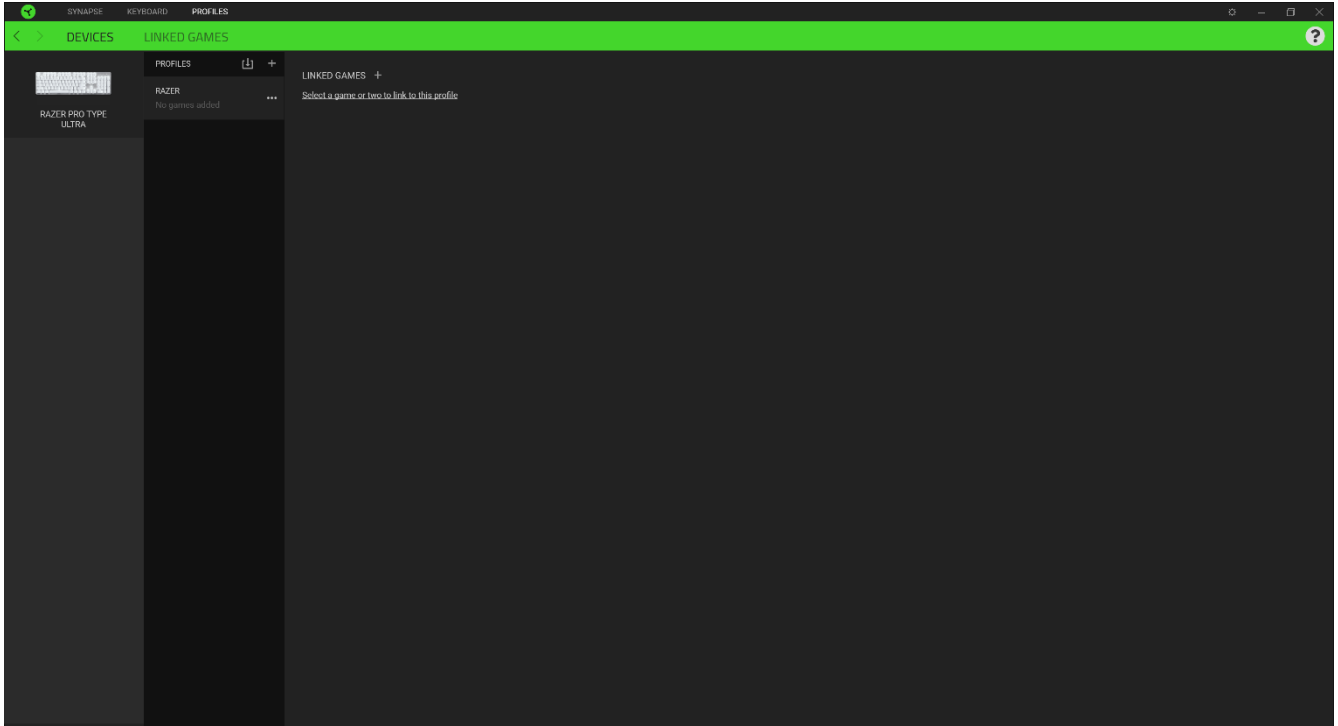 SYNAPSE KEYBOARD PROFILES
DEVICES LINKED GAMES ?
RAZER PRO TYPE
ULTRA
PROFILES +
RAZER
No games added
LINKED GAMES +
Select a game or two to link to this profile